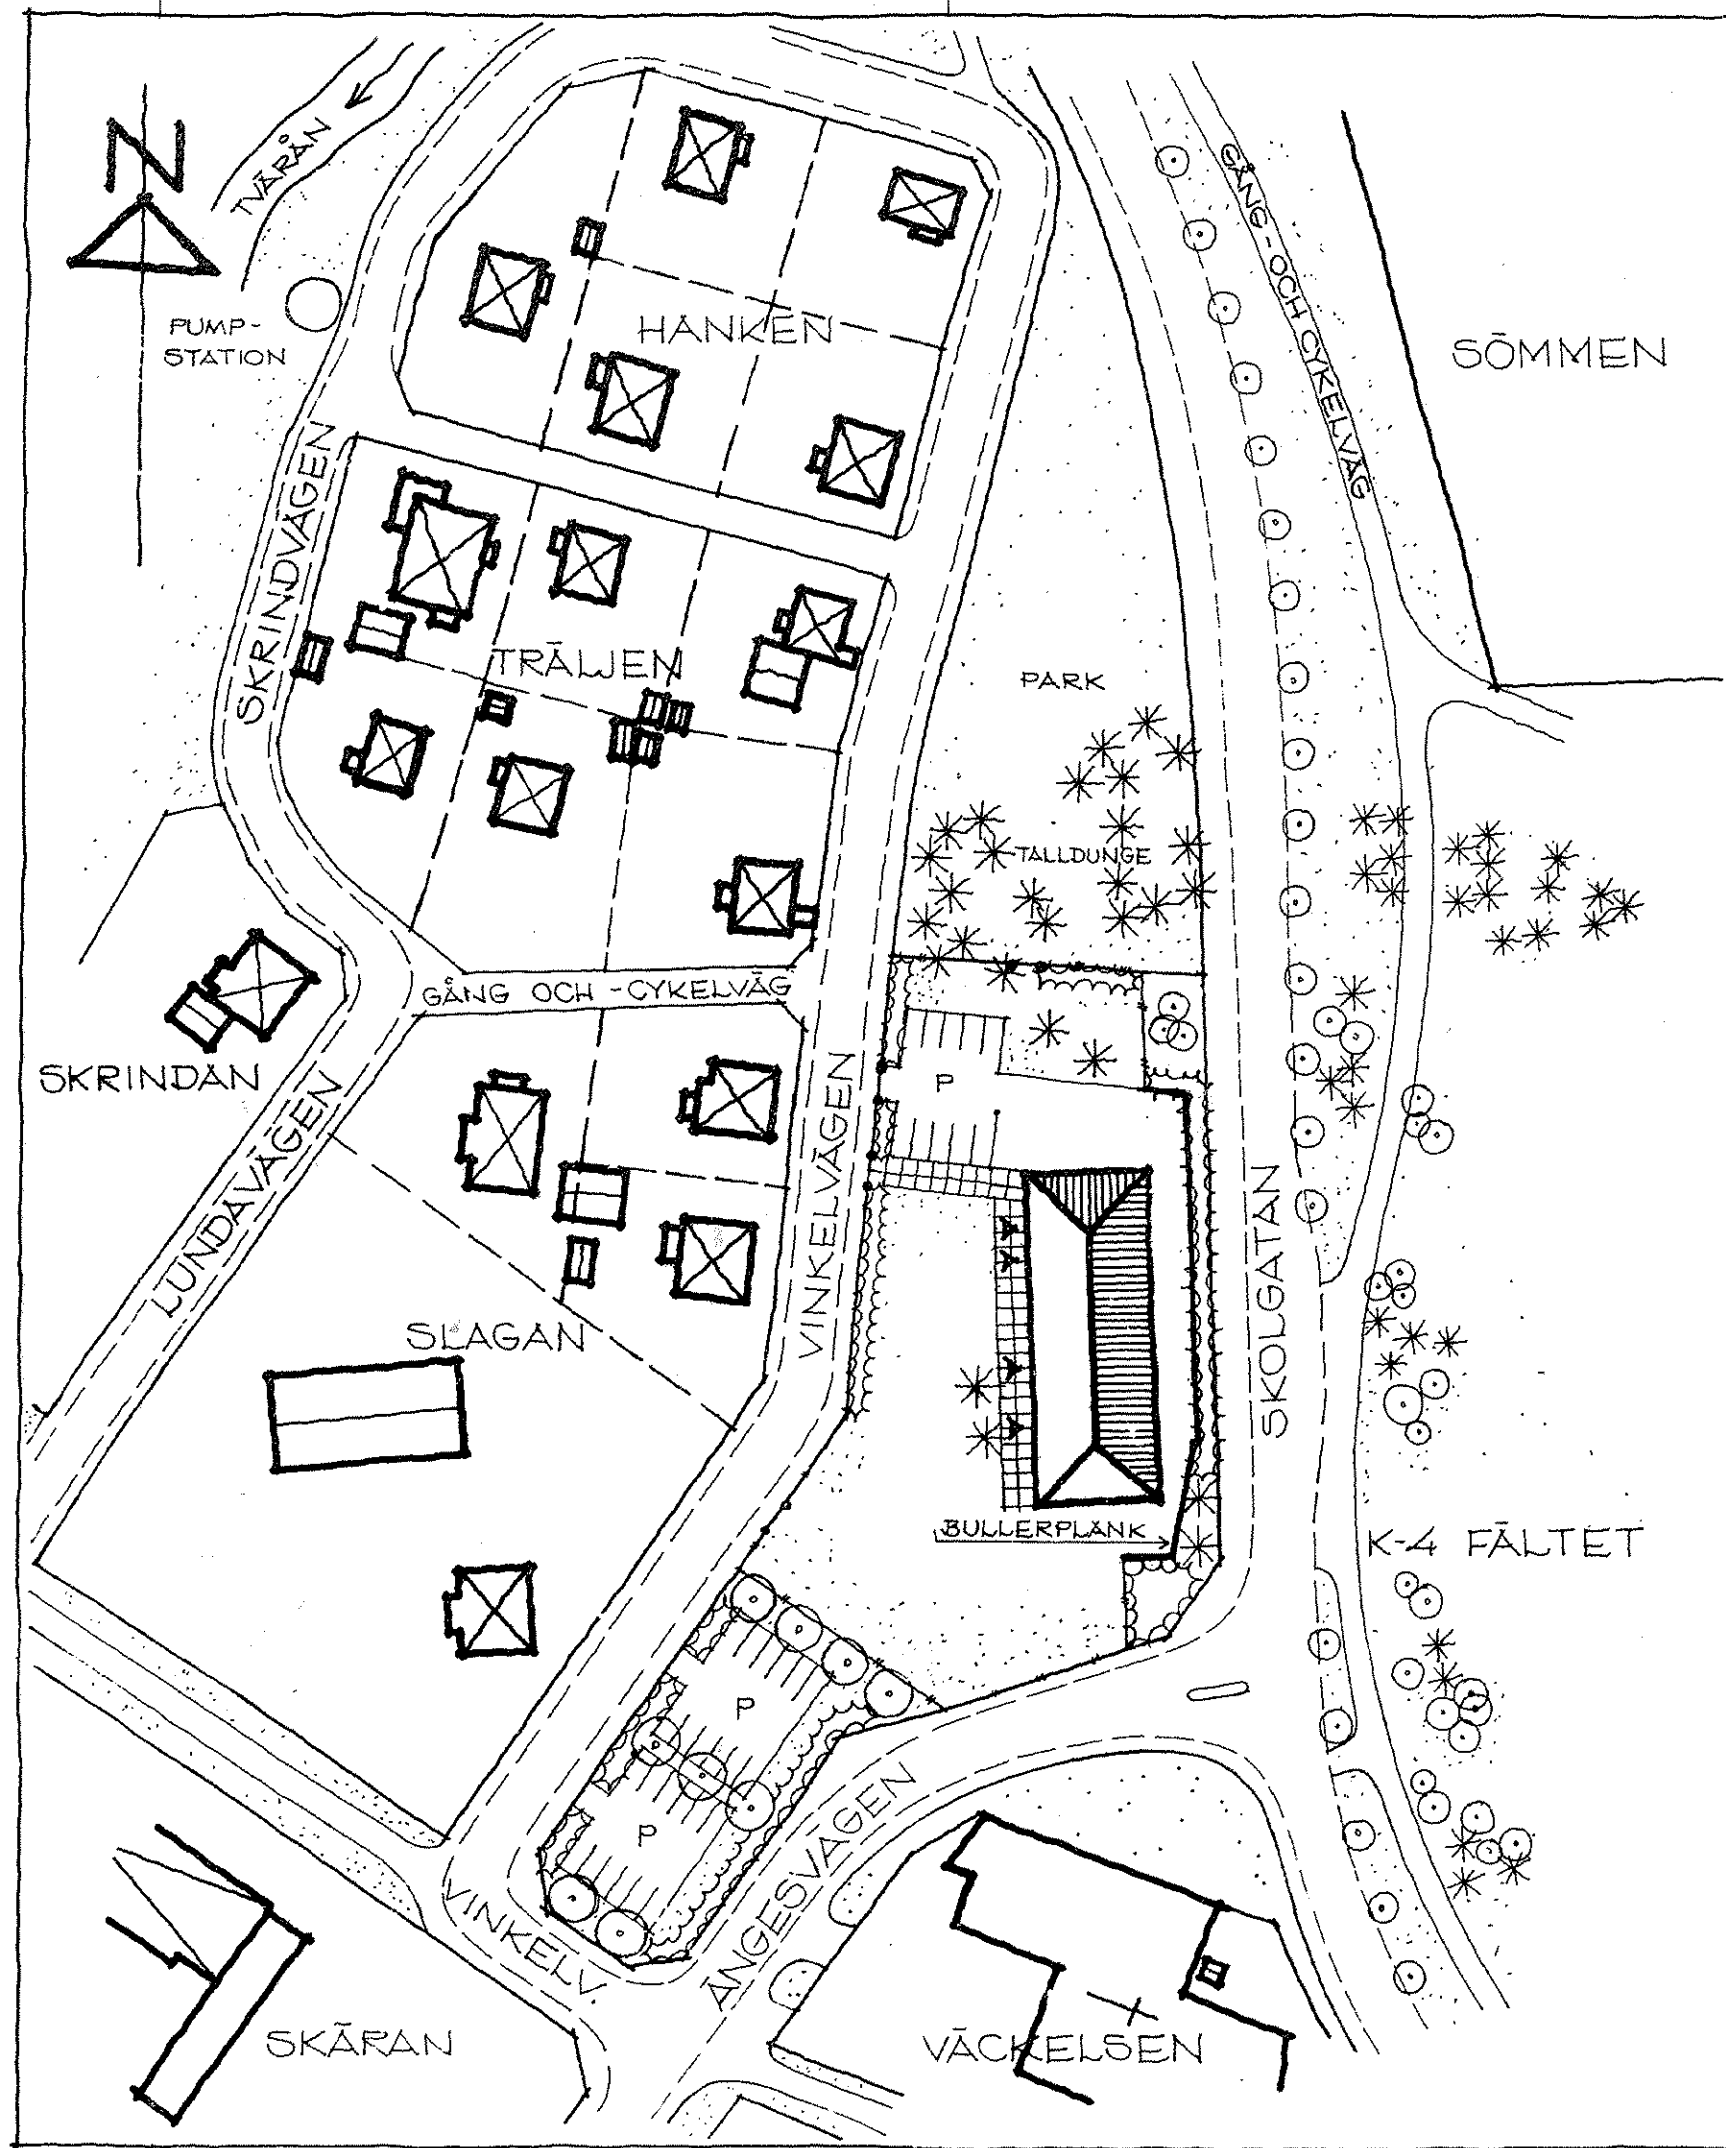 N
TVÄRÅN
PUMP-
STATION
GÅNG-OCH CYKELVÄG
HANKEN
SÖMMEN
SKRINDVÄGEN
TRÄLJEN
PARK
TALLDUNGE
GÅNG OCH -CYKELVÄG
SKRINDAN
P
LUNDAVÄGEN
VINKELVÄGEN
SKOLGATAN
SLAGAN
BULLERPLANK
K-4 FÄLTET
P
P
ÄNGESVÄGEN
VINKELV.
SKÄRAN
VÄCKELSEN